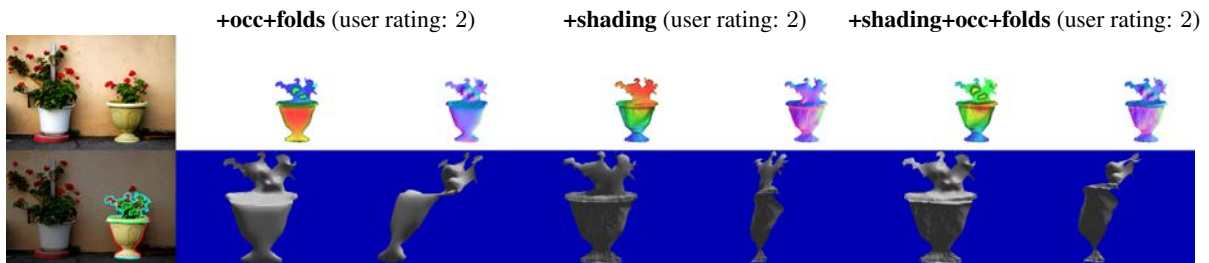 +occ+folds (user rating: 2) +shading (user rating: 2) +shading+occ+folds (user rating: 2)